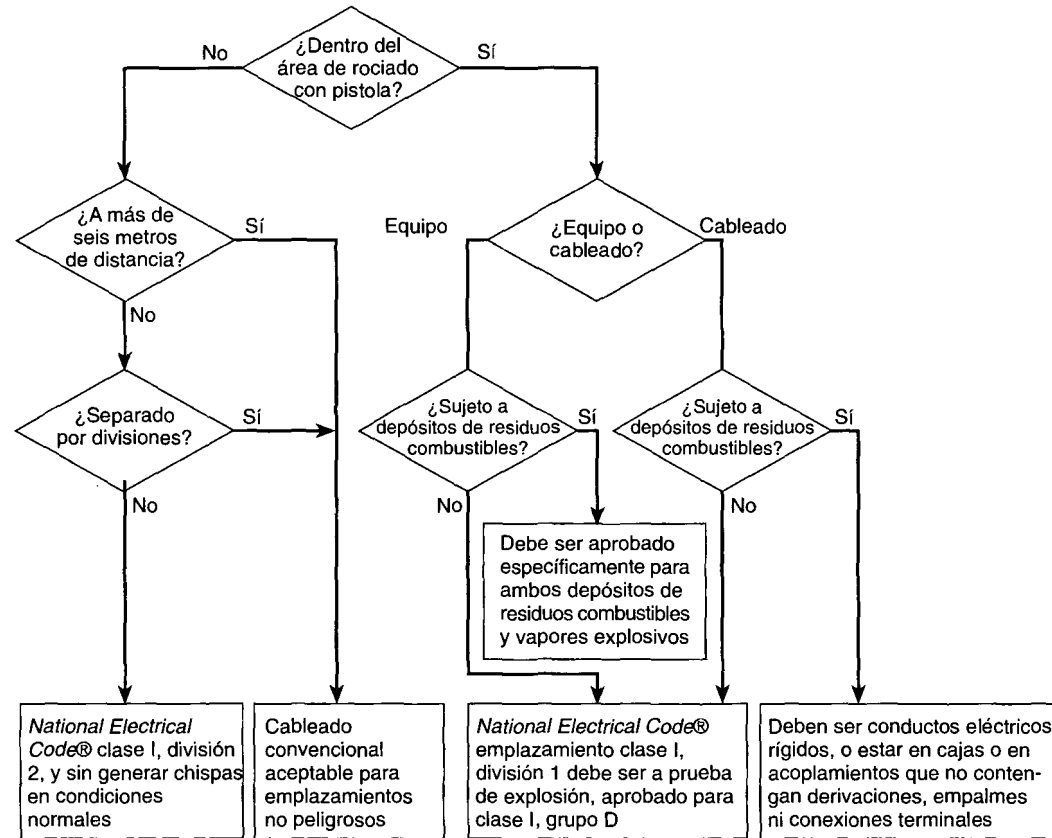 ¿Dentro del
área de rociado
con pistola?
No
Sí
¿A más de
seis metros
de distancia?
Sí
No
¿Equipo o
cableado?
Equipo
Cableado
¿Separado
por divisiones?
Sí
No
¿Sujeto a
depósitos de residuos
combustibles?
Sí
No
¿Sujeto a
depósitos de residuos
combustibles?
Sí
No
Debe ser aprobado
específicamente para
ambos depósitos de
residuos combustibles
y vapores explosivos
National Electrical
Code® clase I, división
2, y sin generar chispas
en condiciones
normales
Cableado
convencional
aceptable para
emplazamientos
no peligrosos
National Electrical Code®
emplazamiento clase I,
división 1 debe ser a prueba
de explosión, aprobado para
clase I, grupo D
Deben ser conductos eléctricos
rígidos, o estar en cajas o en
acoplamientos que no conten-
gan derivaciones, empalmes
ni conexiones terminales